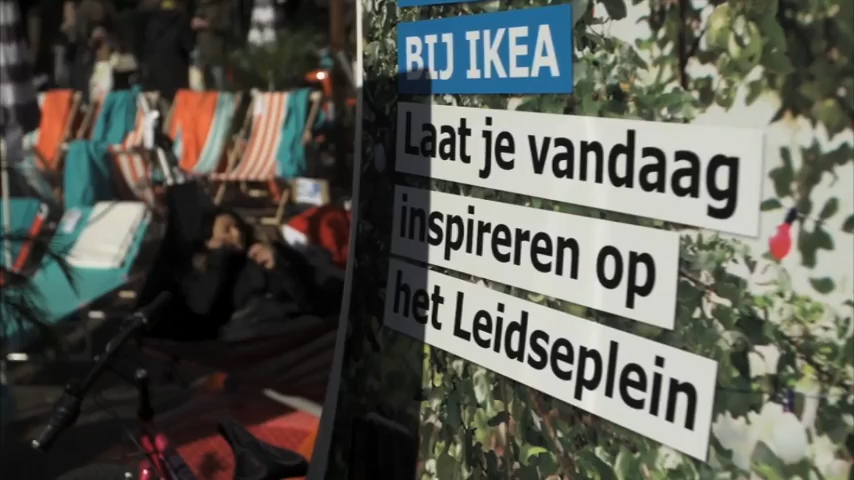 BIJ IKEA
Laat je vandaag
inspireren op
het Leidseplein